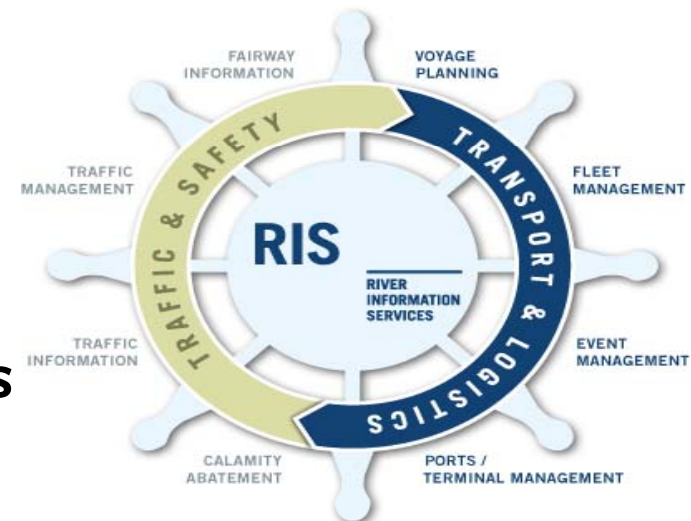 FAIRWAY
INFORMATION
VOYAGE
PLANNING
TRAFFIC
MANAGEMENT
FLEET
MANAGEMENT
TRAFFIC & SAFETY
TRANSPORT & LOGISTICS
RIS
RIVER
INFORMATION
SERVICES
TRAFFIC
INFORMATION
EVENT
MANAGEMENT
s
CALAMITY
ABATEMENT
PORTS /
TERMINAL MANAGEMENT